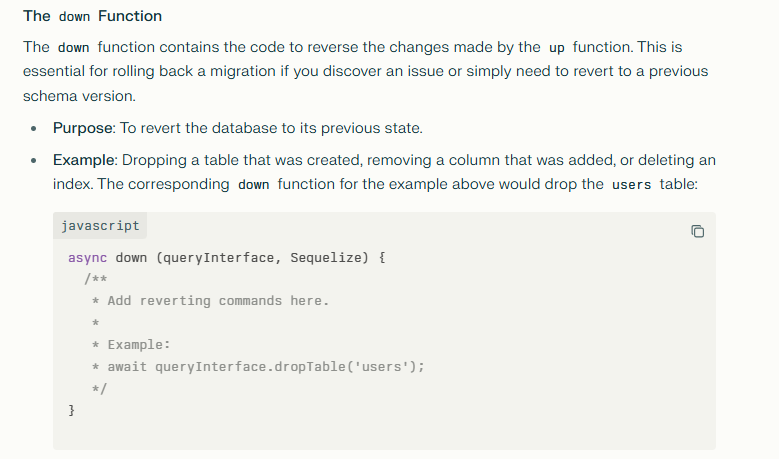 The down Function
The down function contains the code to reverse the changes made by the up function. This is
essential for rolling back a migration if you discover an issue or simply need to revert to a previous
schema version.
• Purpose: To revert the database to its previous state.
• Example: Dropping a table that was created, removing a column that was added, or deleting an
index. The corresponding down function for the example above would drop the users table:
javascript
async down (queryInterface, Sequelize) {
  /**
   * Add reverting commands here.
   *
   * Example:
   * await queryInterface.dropTable('users');
   */
}